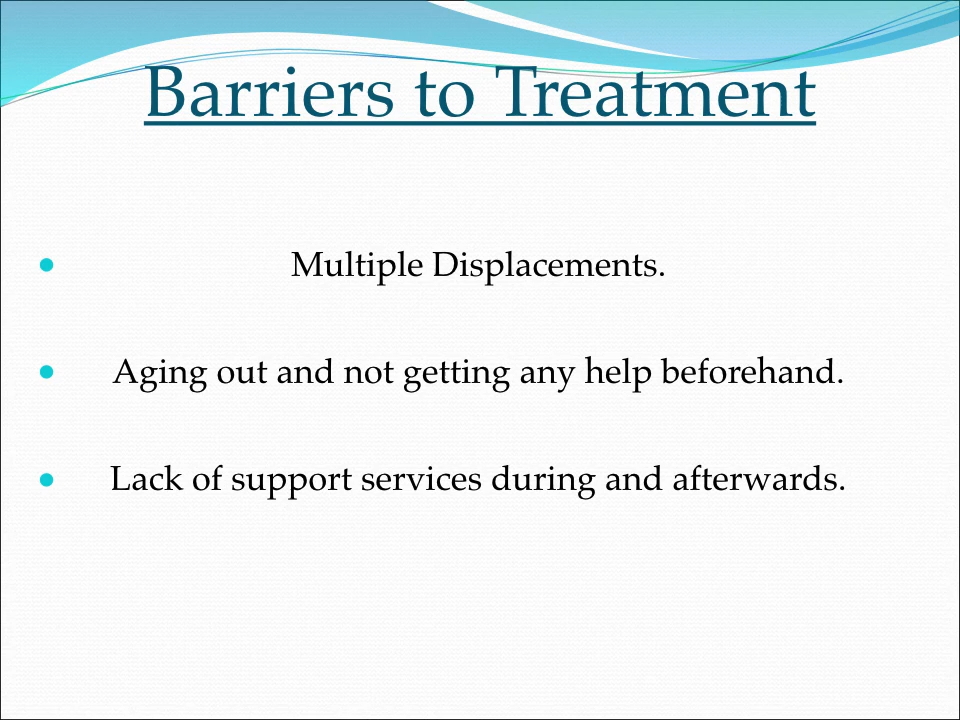 Barriers to Treatment
• Multiple Displacements.
• Aging out and not getting any help beforehand.
• Lack of support services during and afterwards.